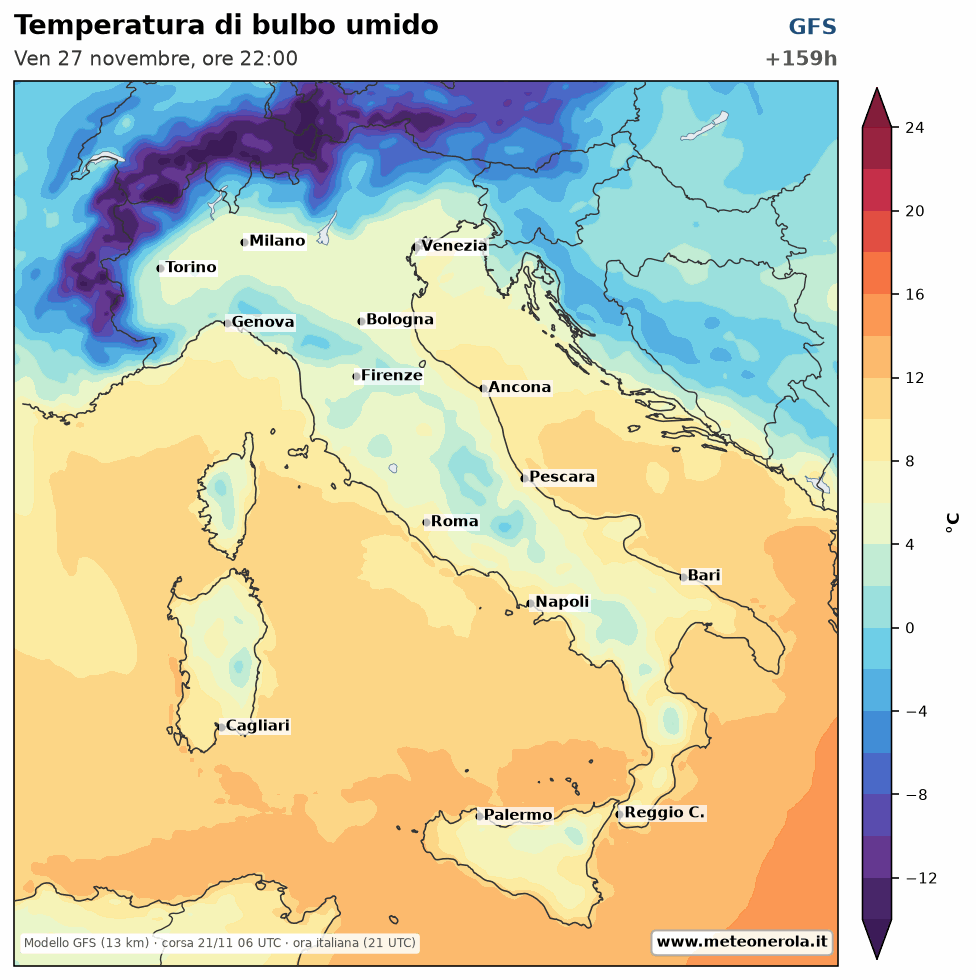 Temperatura di bulbo umido
GFS
Ven 27 novembre, ore 22:00
+159h
24
20
16
12
8
4
0
−4
−8
−12
°C
Milano
Venezia
Torino
Genova
Bologna
Firenze
Ancona
Pescara
Roma
Bari
Napoli
Cagliari
Palermo
Reggio C.
Modello GFS (13 km) · corsa 21/11 06 UTC · ora italiana (21 UTC)
www.meteonerola.it